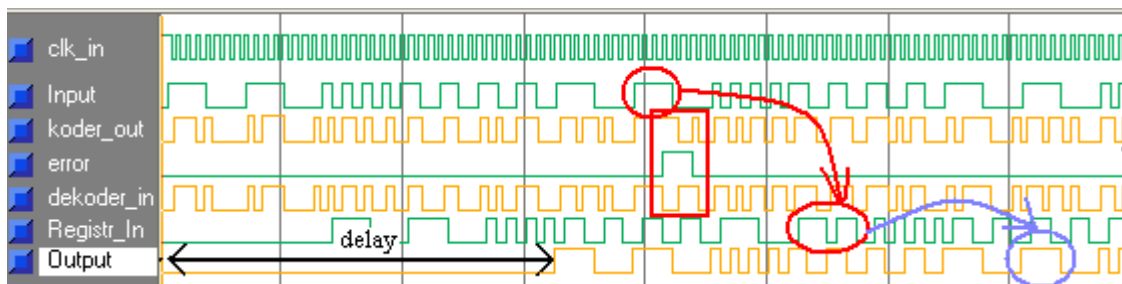 clk_in
Input
koder_out
error
dekoder_in
Registr_In
delay
Output